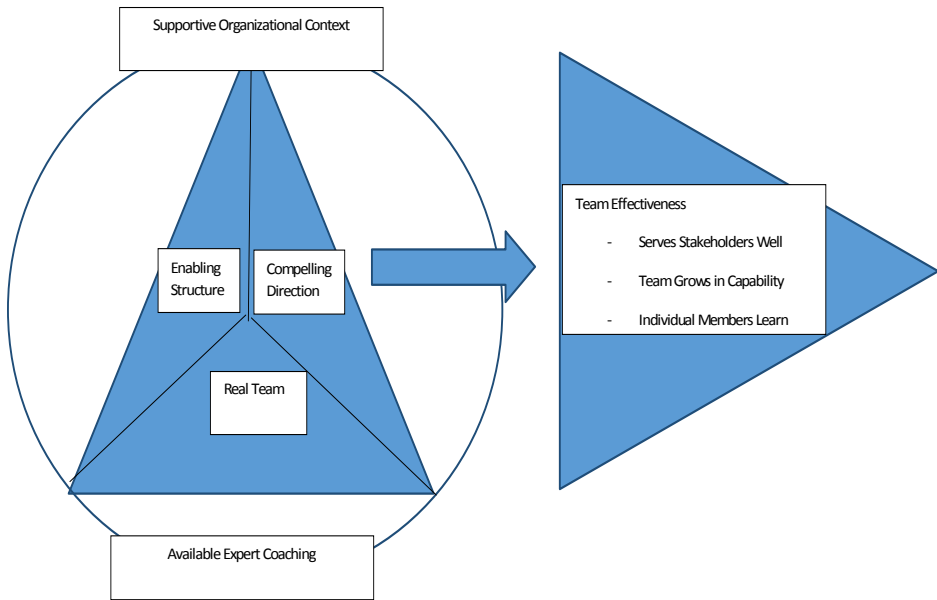 Supportive Organizational Context
Enabling
Structure
Compelling
Direction
Real Team
Available Expert Coaching
Team Effectiveness
- Serves Stakeholders Well
- Team Grows in Capability
- Individual Members Learn